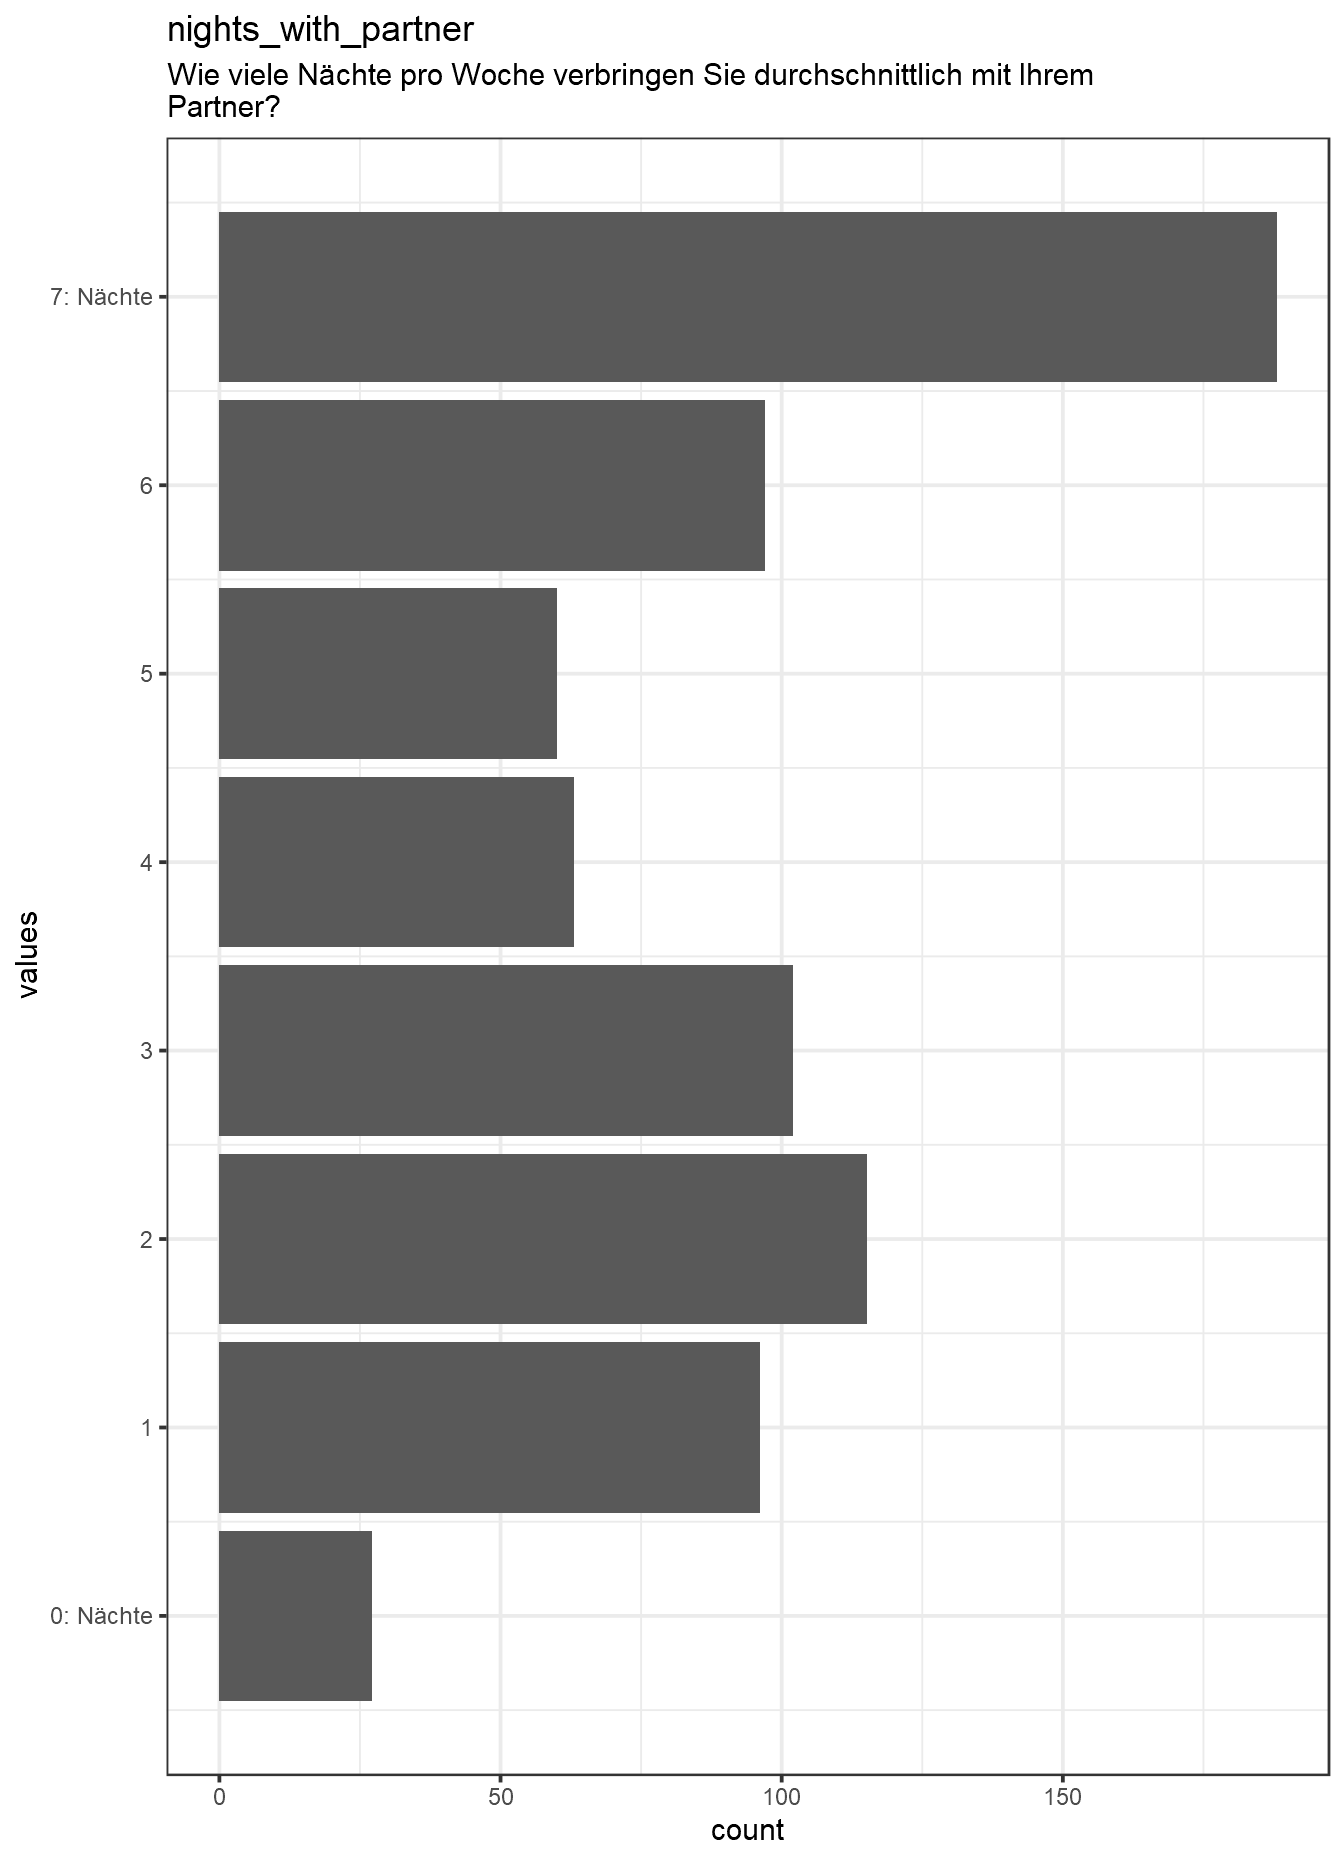 nights_with_partner
Wie viele Nächte pro Woche verbringen Sie durchschnittlich mit Ihrem
Partner?
7: Nächte
6
5
4
3
2
1
0: Nächte
values
0 50 100 150
count